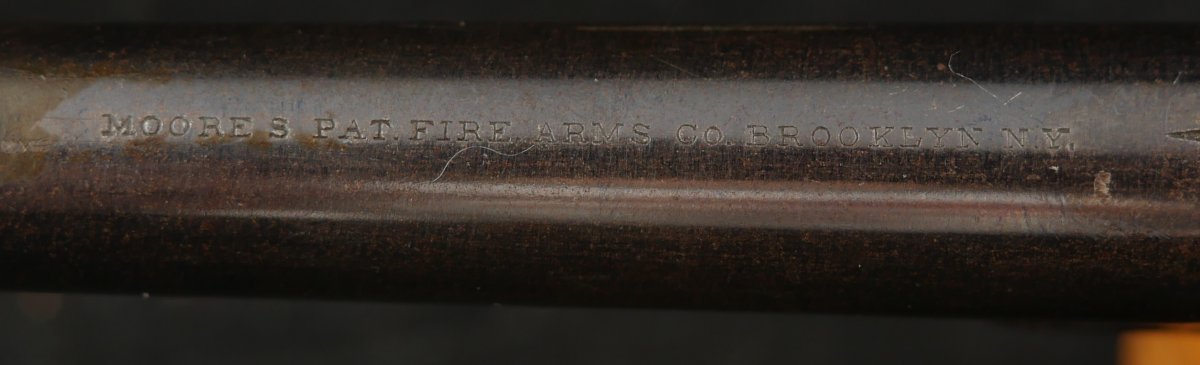 MOORE S PAT. FIRE ARMS CO. BROOKLYN N.Y.